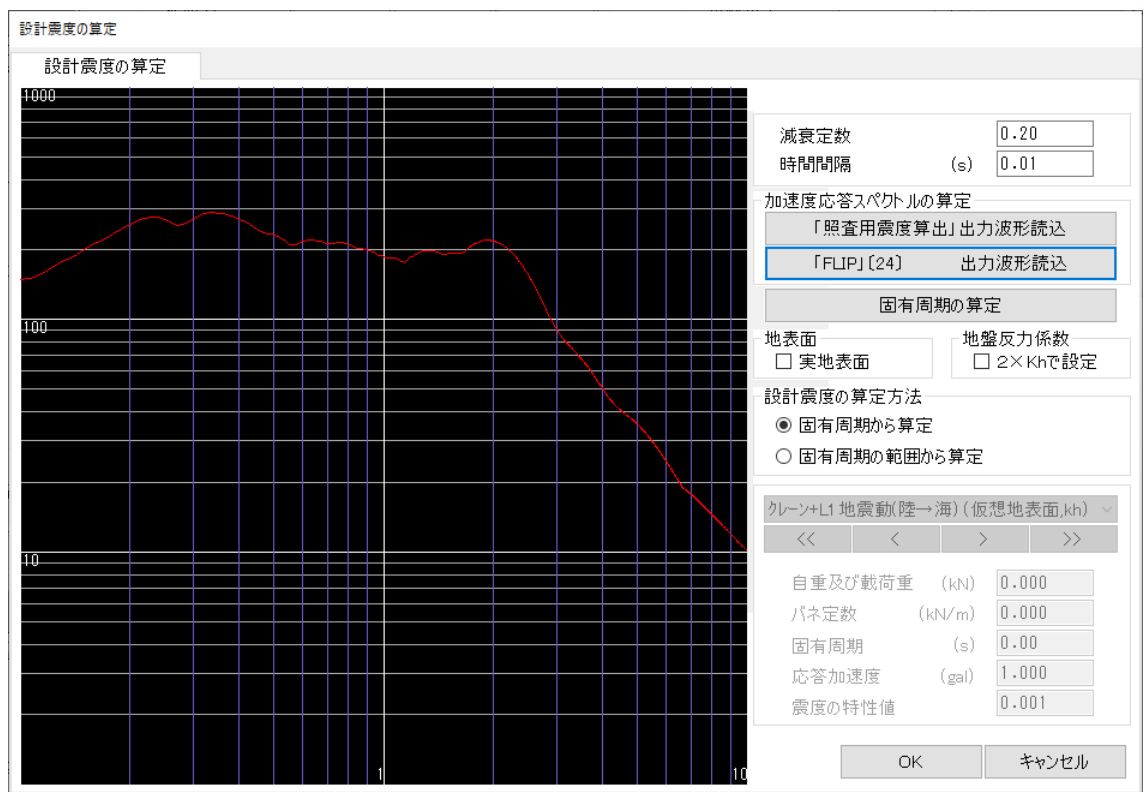 設計震度の算定
設計震度の算定
1000
100
10
1
10
減衰定数 0.20
時間間隔 (s) 0.01
加速度応答スペクトルの算定
「照査用震度算出」出力波形読込
「FLIP」〔24〕 出力波形読込
固有周期の算定
地表面
実地表面
地盤反力係数
2×Khで設定
設計震度の算定方法
固有周期から算定
固有周期の範囲から算定
クレーン+L1 地震動(陸→海) (仮想地表面,kh)
<< < > >>
自重及び載荷重 (kN) 0.000
バネ定数 (kN/m) 0.000
固有周期 (s) 0.00
応答加速度 (gal) 1.000
震度の特性値 0.001
OK キャンセル